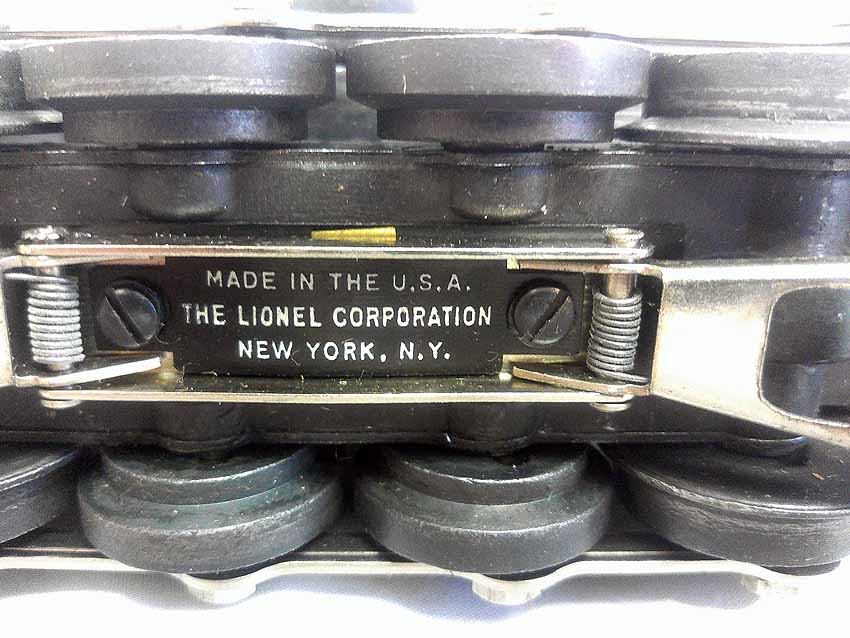 MADE IN THE U.S.A.
THE LIONEL CORPORATION
NEW YORK, N.Y.